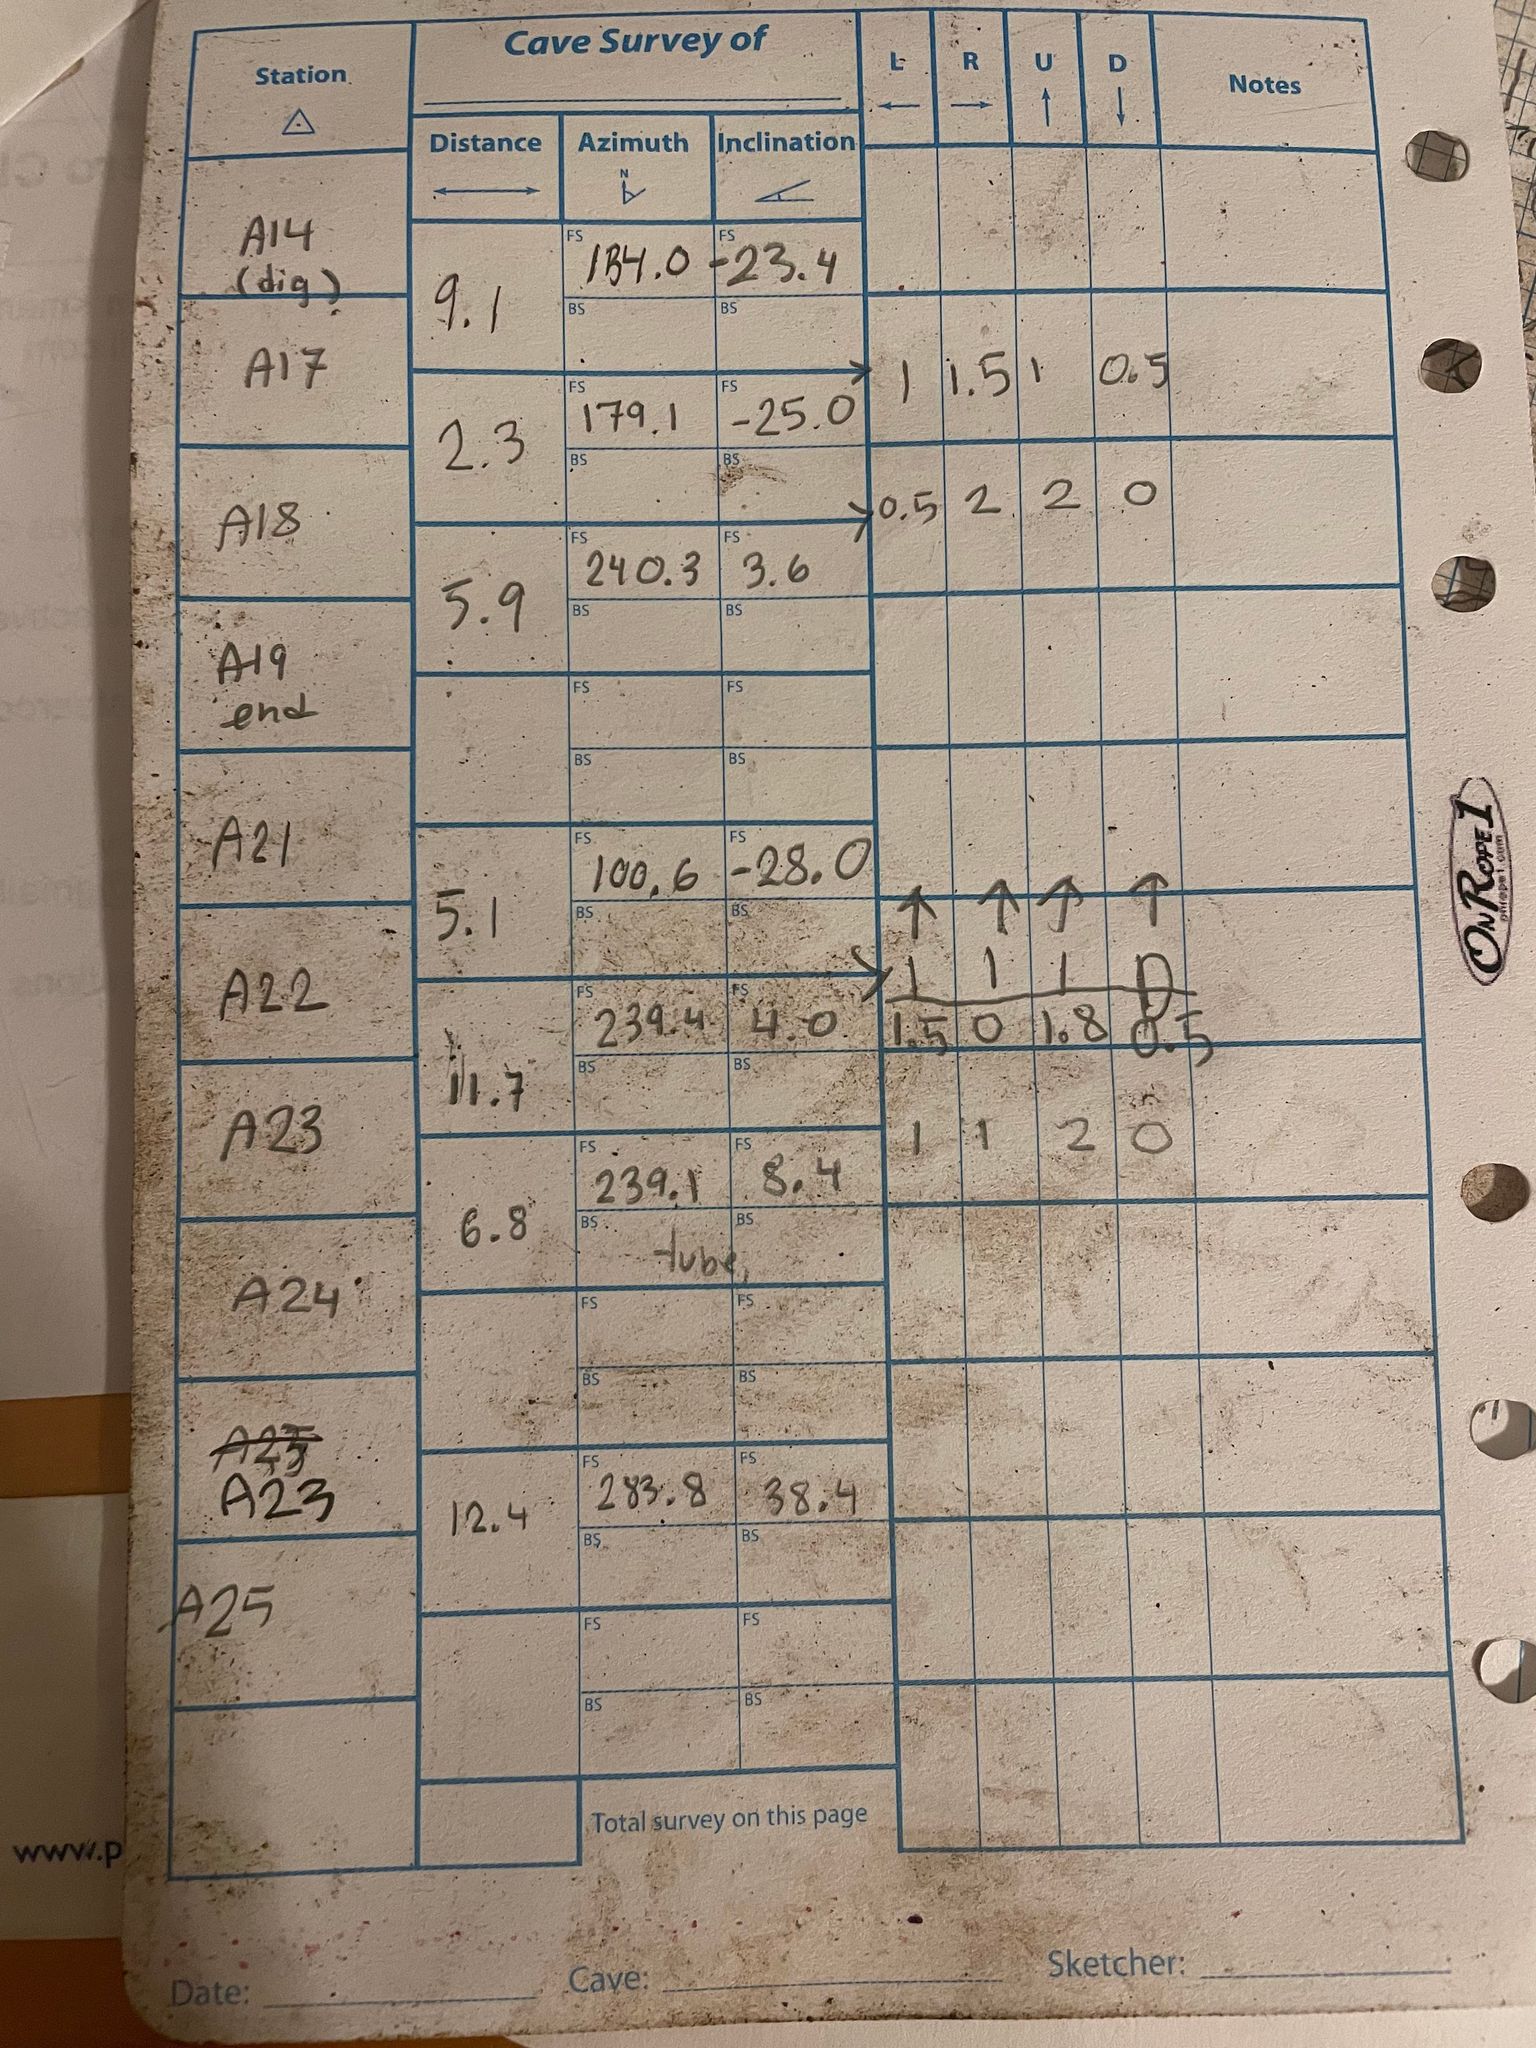 Station
Cave Survey of
L R U D Notes
Distance Azimuth Inclination
N
A14
(dig)
9.1
FS FS
-23.4
BS BS
A17
1 1.5 1 0.5
2.3
FS 179.1 FS -25.0
BS BS
A18
0.5 2 2 0
5.9
FS 240.3 FS 3.6
BS BS
A19
end
FS FS
BS BS
A21
5.1
FS 100.6 FS -28.0
BS BS
A22
1 1 1
1.5 0 1.8 0.5
11.7
FS 239.4 FS 4.0
BS BS
A23
1 1 2 0
6.8
FS 239.1 FS 8.4
BS BS
tube
A24
FS FS
BS BS
A23
12.4
FS 283.8 FS 38.4
BS BS
A25
FS FS
BS BS
Total survey on this page
Date: Cave: Sketcher:
ON ROPE 1
onrope1.com
www.p